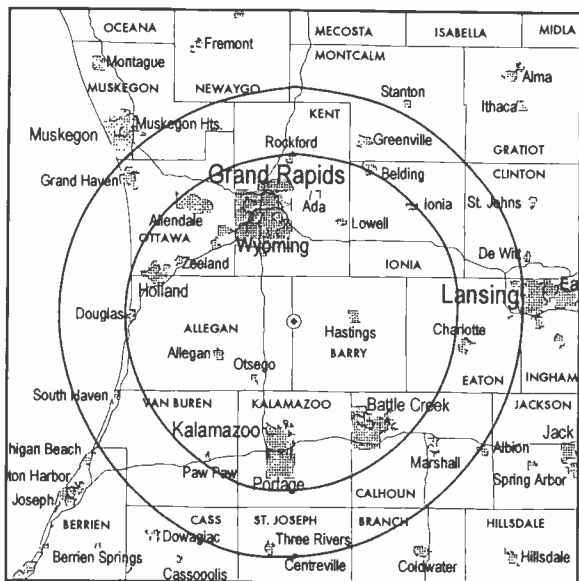 OCEANA
MECOSTA
ISABELLA
MIDLA
Fremont
MONTCALM
Montague
Alma
MUSKEGON
NEWAYGO
Stanton
Ithaca
KENT
Muskegon
Muskegon Hts.
Rockford
Greenville
GRATIOT
Grand Haven
Grand Rapids
Belding
CLINTON
Allendale
Ada
Ionia
St. Johns
Lowell
OTTAWA
Wyoming
De Wit
Zeeland
IONIA
Holland
Lansing
Ea
Douglas
ALLEGAN
Hastings
Charlotte
Allegan
BARRY
Otsego
EATON
INGHAM
South Haven
VAN BUREN
KALAMAZOO
Battle Creek
JACKSON
Kalamazoo
Jack
higan Beach
Albion
ton Harbor
Paw Paw
Marshall
Spring Arbor
Joseph
Portage
CALHOUN
BERRIEN
CASS
ST. JOSEPH
BRANCH
HILLSDALE
Dowagiac
Three Rivers
Berrien Springs
Coldwater
Hillsdale
Cassopolis
Centreville